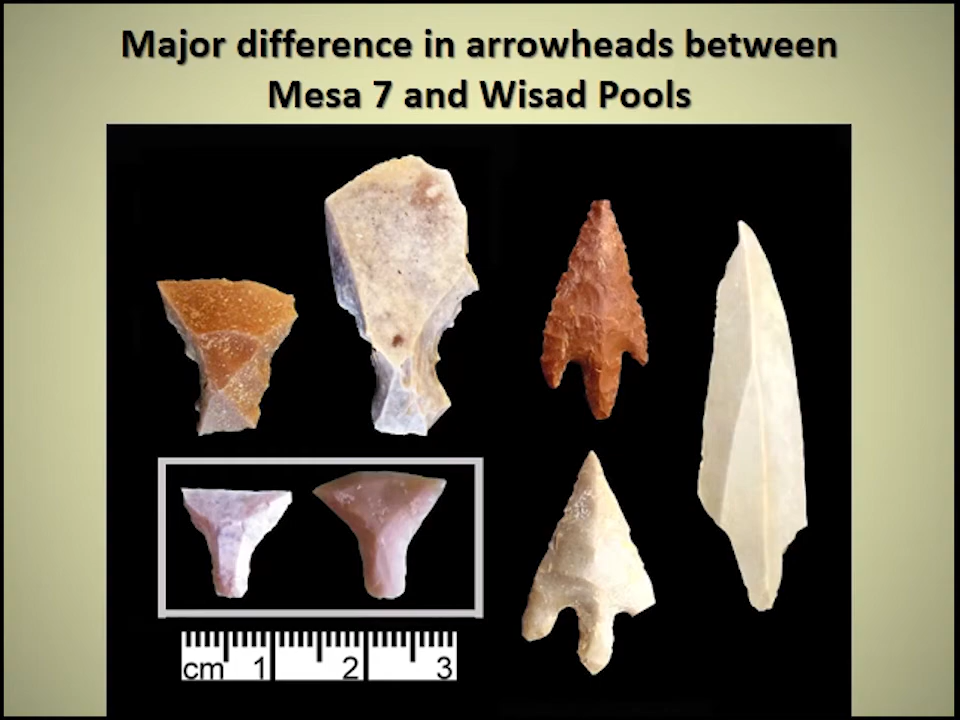 Major difference in arrowheads between
Mesa 7 and Wisad Pools
cm 1 2 3